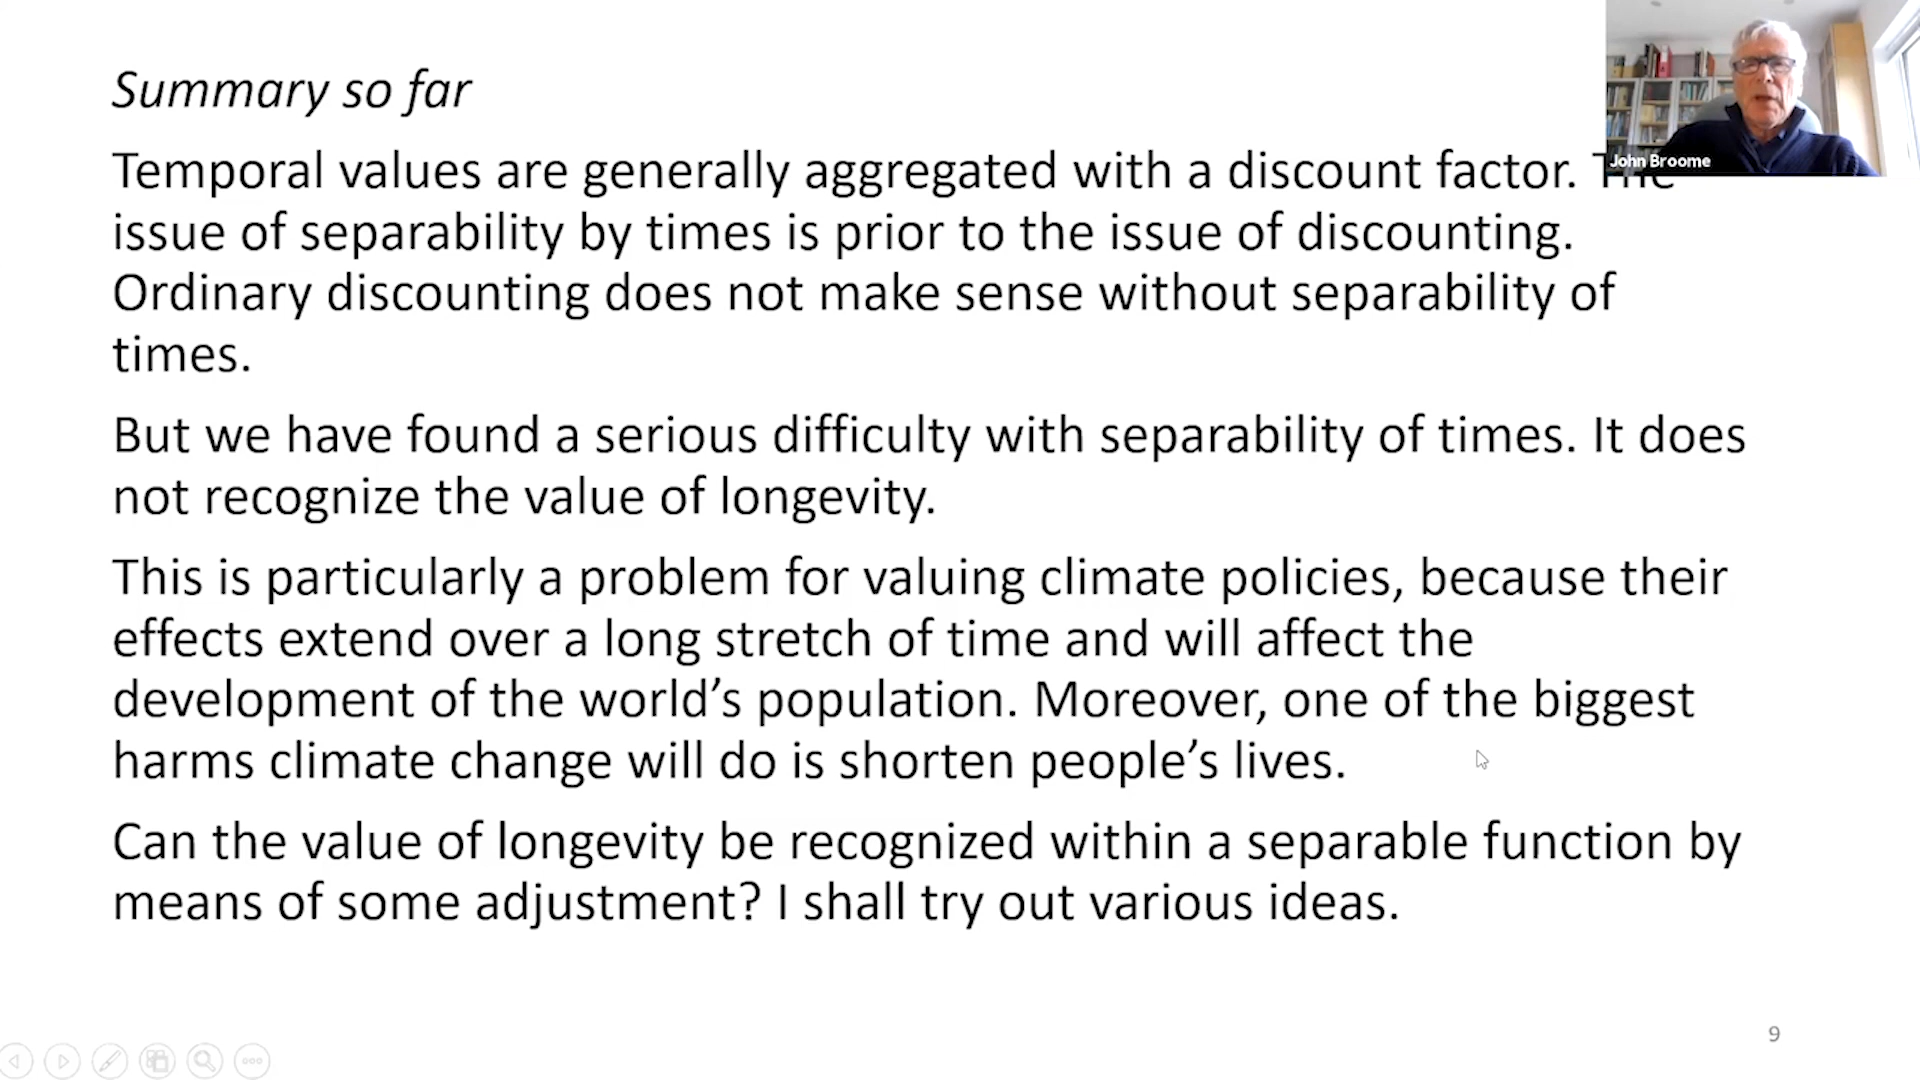 Summary so far
John Broome
Temporal values are generally aggregated with a discount factor. The
issue of separability by times is prior to the issue of discounting.
Ordinary discounting does not make sense without separability of
times.
But we have found a serious difficulty with separability of times. It does
not recognize the value of longevity.
This is particularly a problem for valuing climate policies, because their
effects extend over a long stretch of time and will affect the
development of the world’s population. Moreover, one of the biggest
harms climate change will do is shorten people’s lives.
Can the value of longevity be recognized within a separable function by
means of some adjustment? I shall try out various ideas.
9